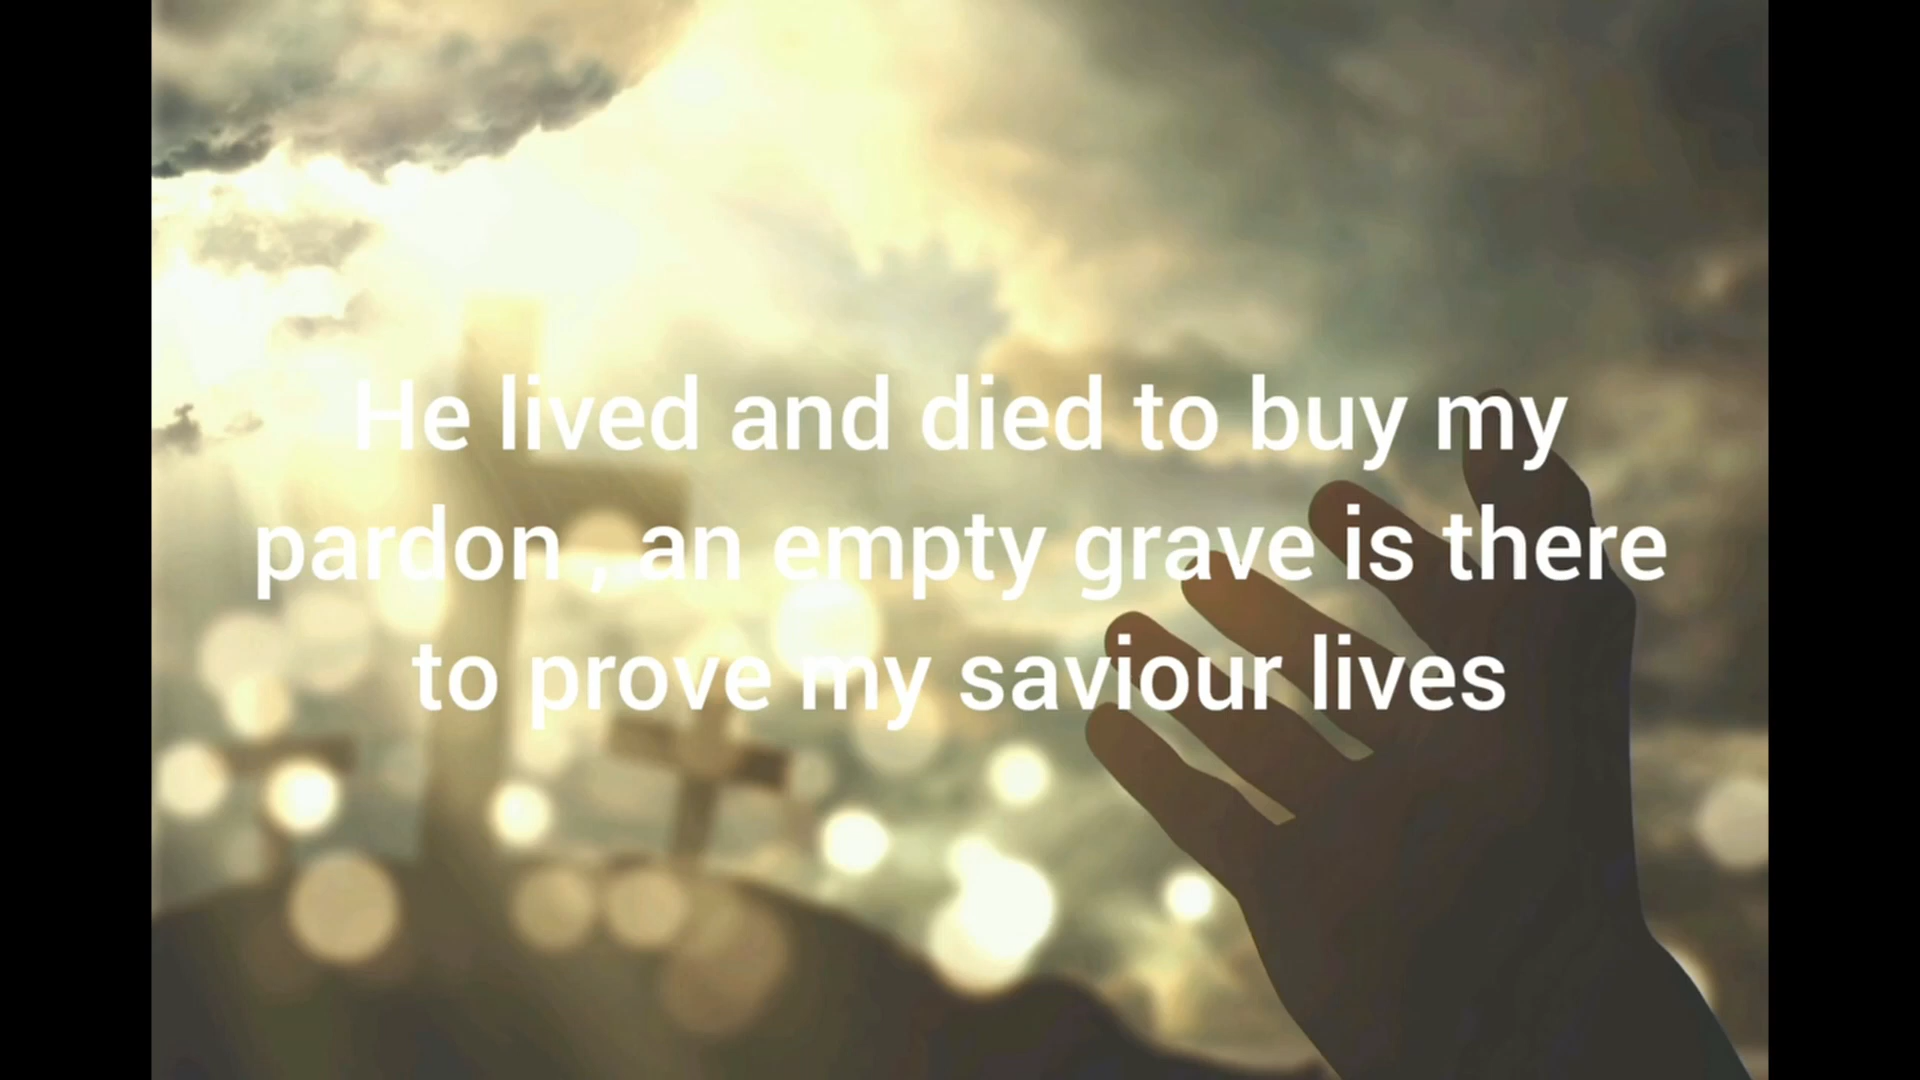 He lived and died to buy my
pardon , an empty grave is there
to prove my saviour lives